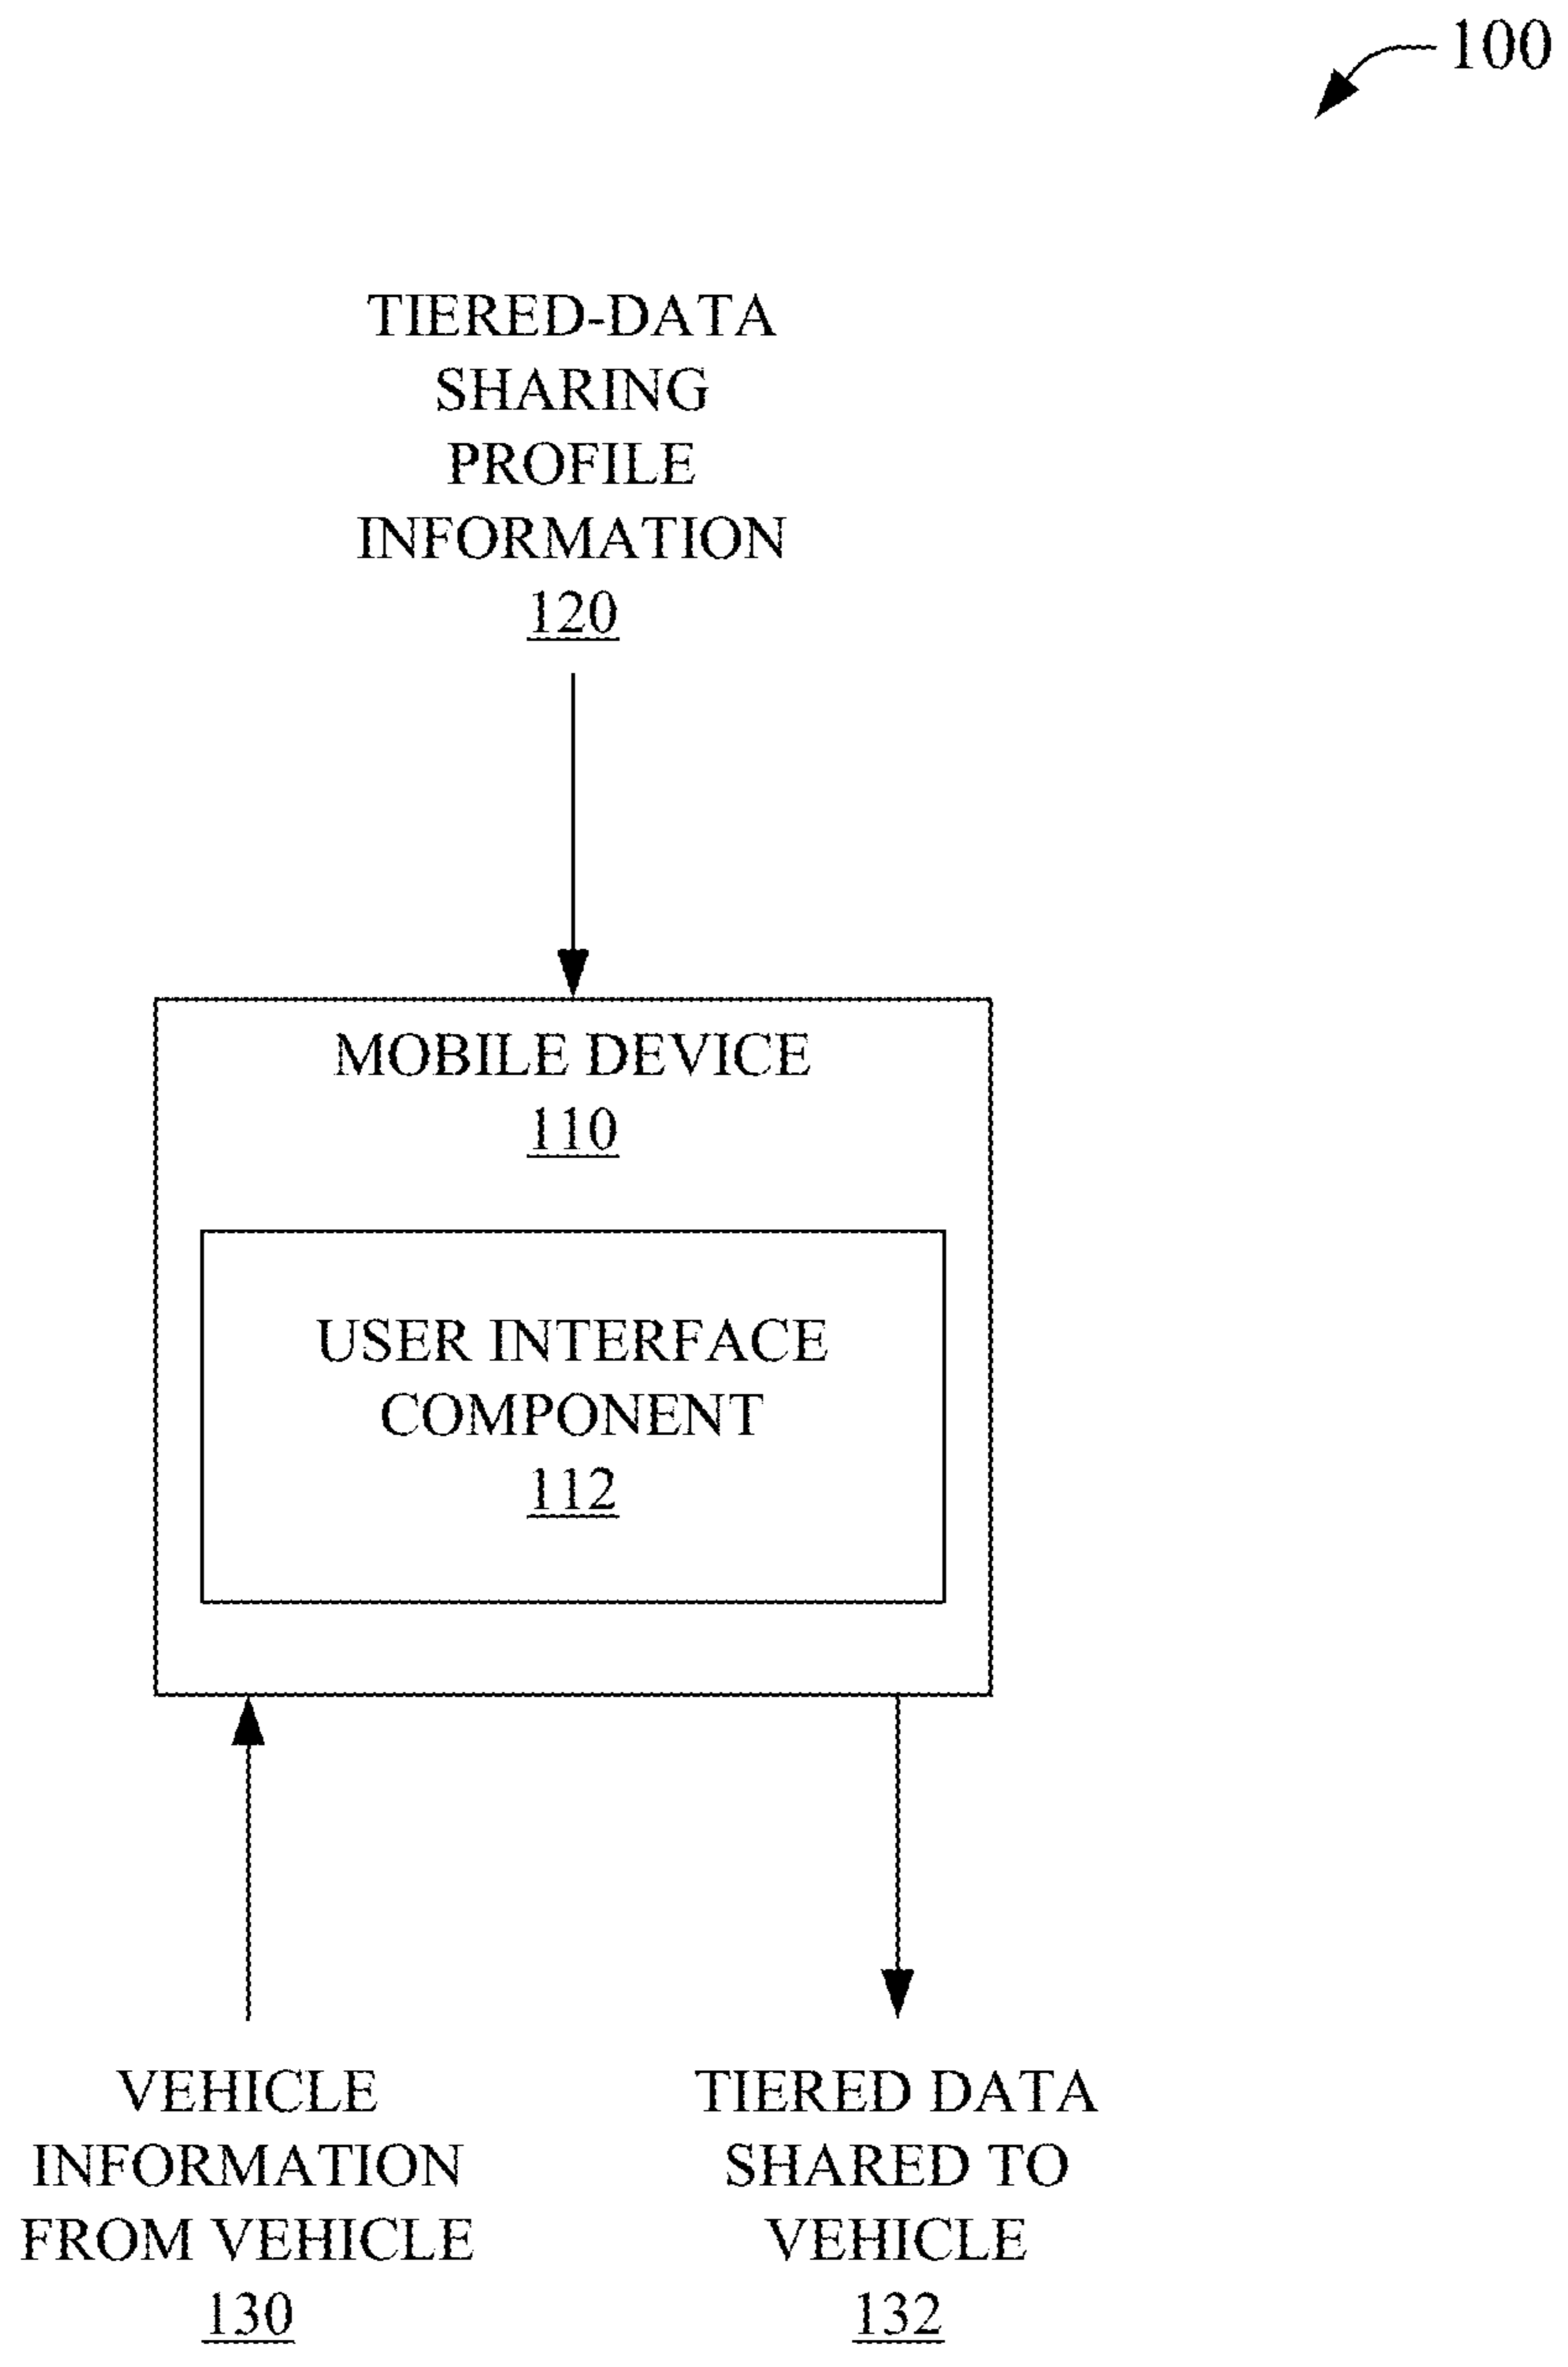 100
TIERED-DATA
SHARING
PROFILE
INFORMATION
120
MOBILE DEVICE
110
USER INTERFACE
COMPONENT
112
VEHICLE
INFORMATION
FROM VEHICLE
130
TIERED DATA
SHARED TO
VEHICLE
132